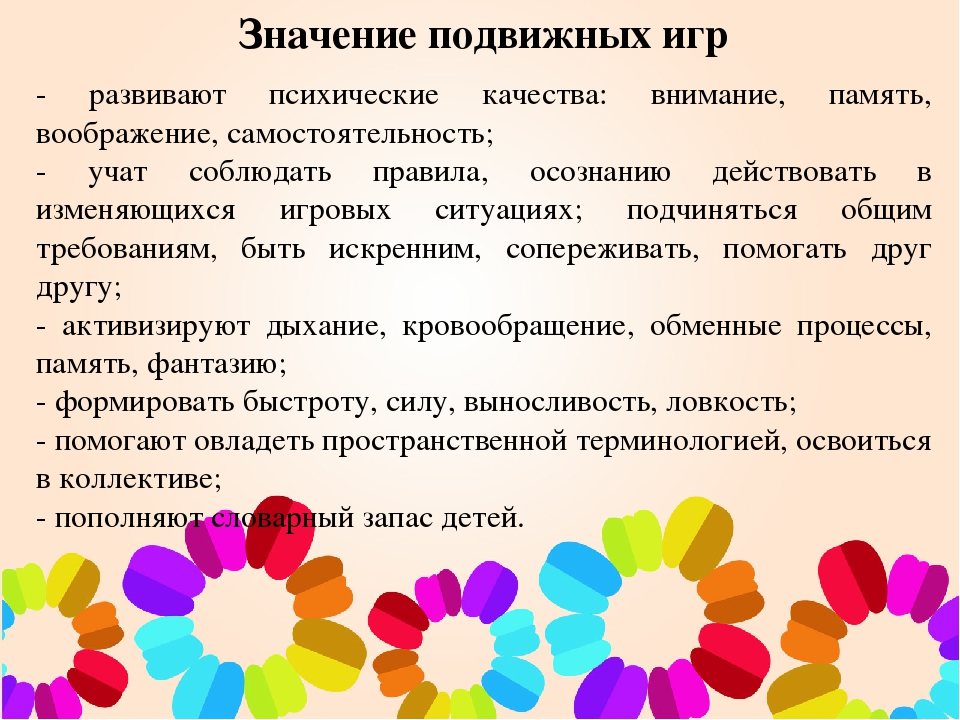 Значение подвижных игр
- развивают психические качества: внимание, память,
воображение, самостоятельность;
- учат соблюдать правила, осознанию действовать в
изменяющихся игровых ситуациях; подчиняться общим
требованиям, быть искренним, сопереживать, помогать друг
другу;
- активизируют дыхание, кровообращение, обменные процессы,
память, фантазию;
- формировать быстроту, силу, выносливость, ловкость;
- помогают овладеть пространственной терминологией, освоиться
в коллективе;
- пополняют словарный запас детей.